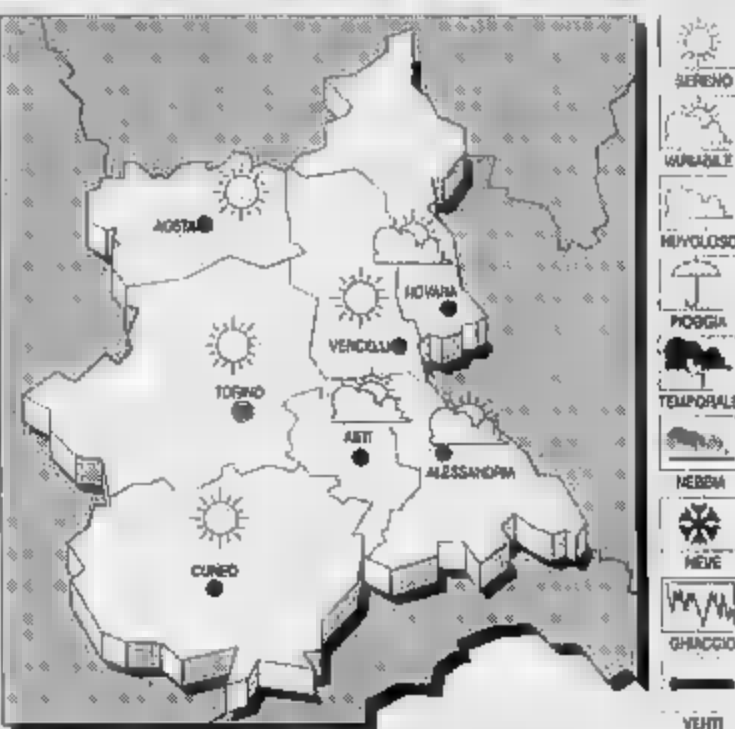 AOSTA
NOVARA
VERCELLI
TORINO
ASTI
ALESSANDRIA
CUNEO
SERENO
VARIABILE
NUVOLOSO
PIOGGIA
TEMPORALE
NEBBIA
NEVE
GHIACCIO
VENTI